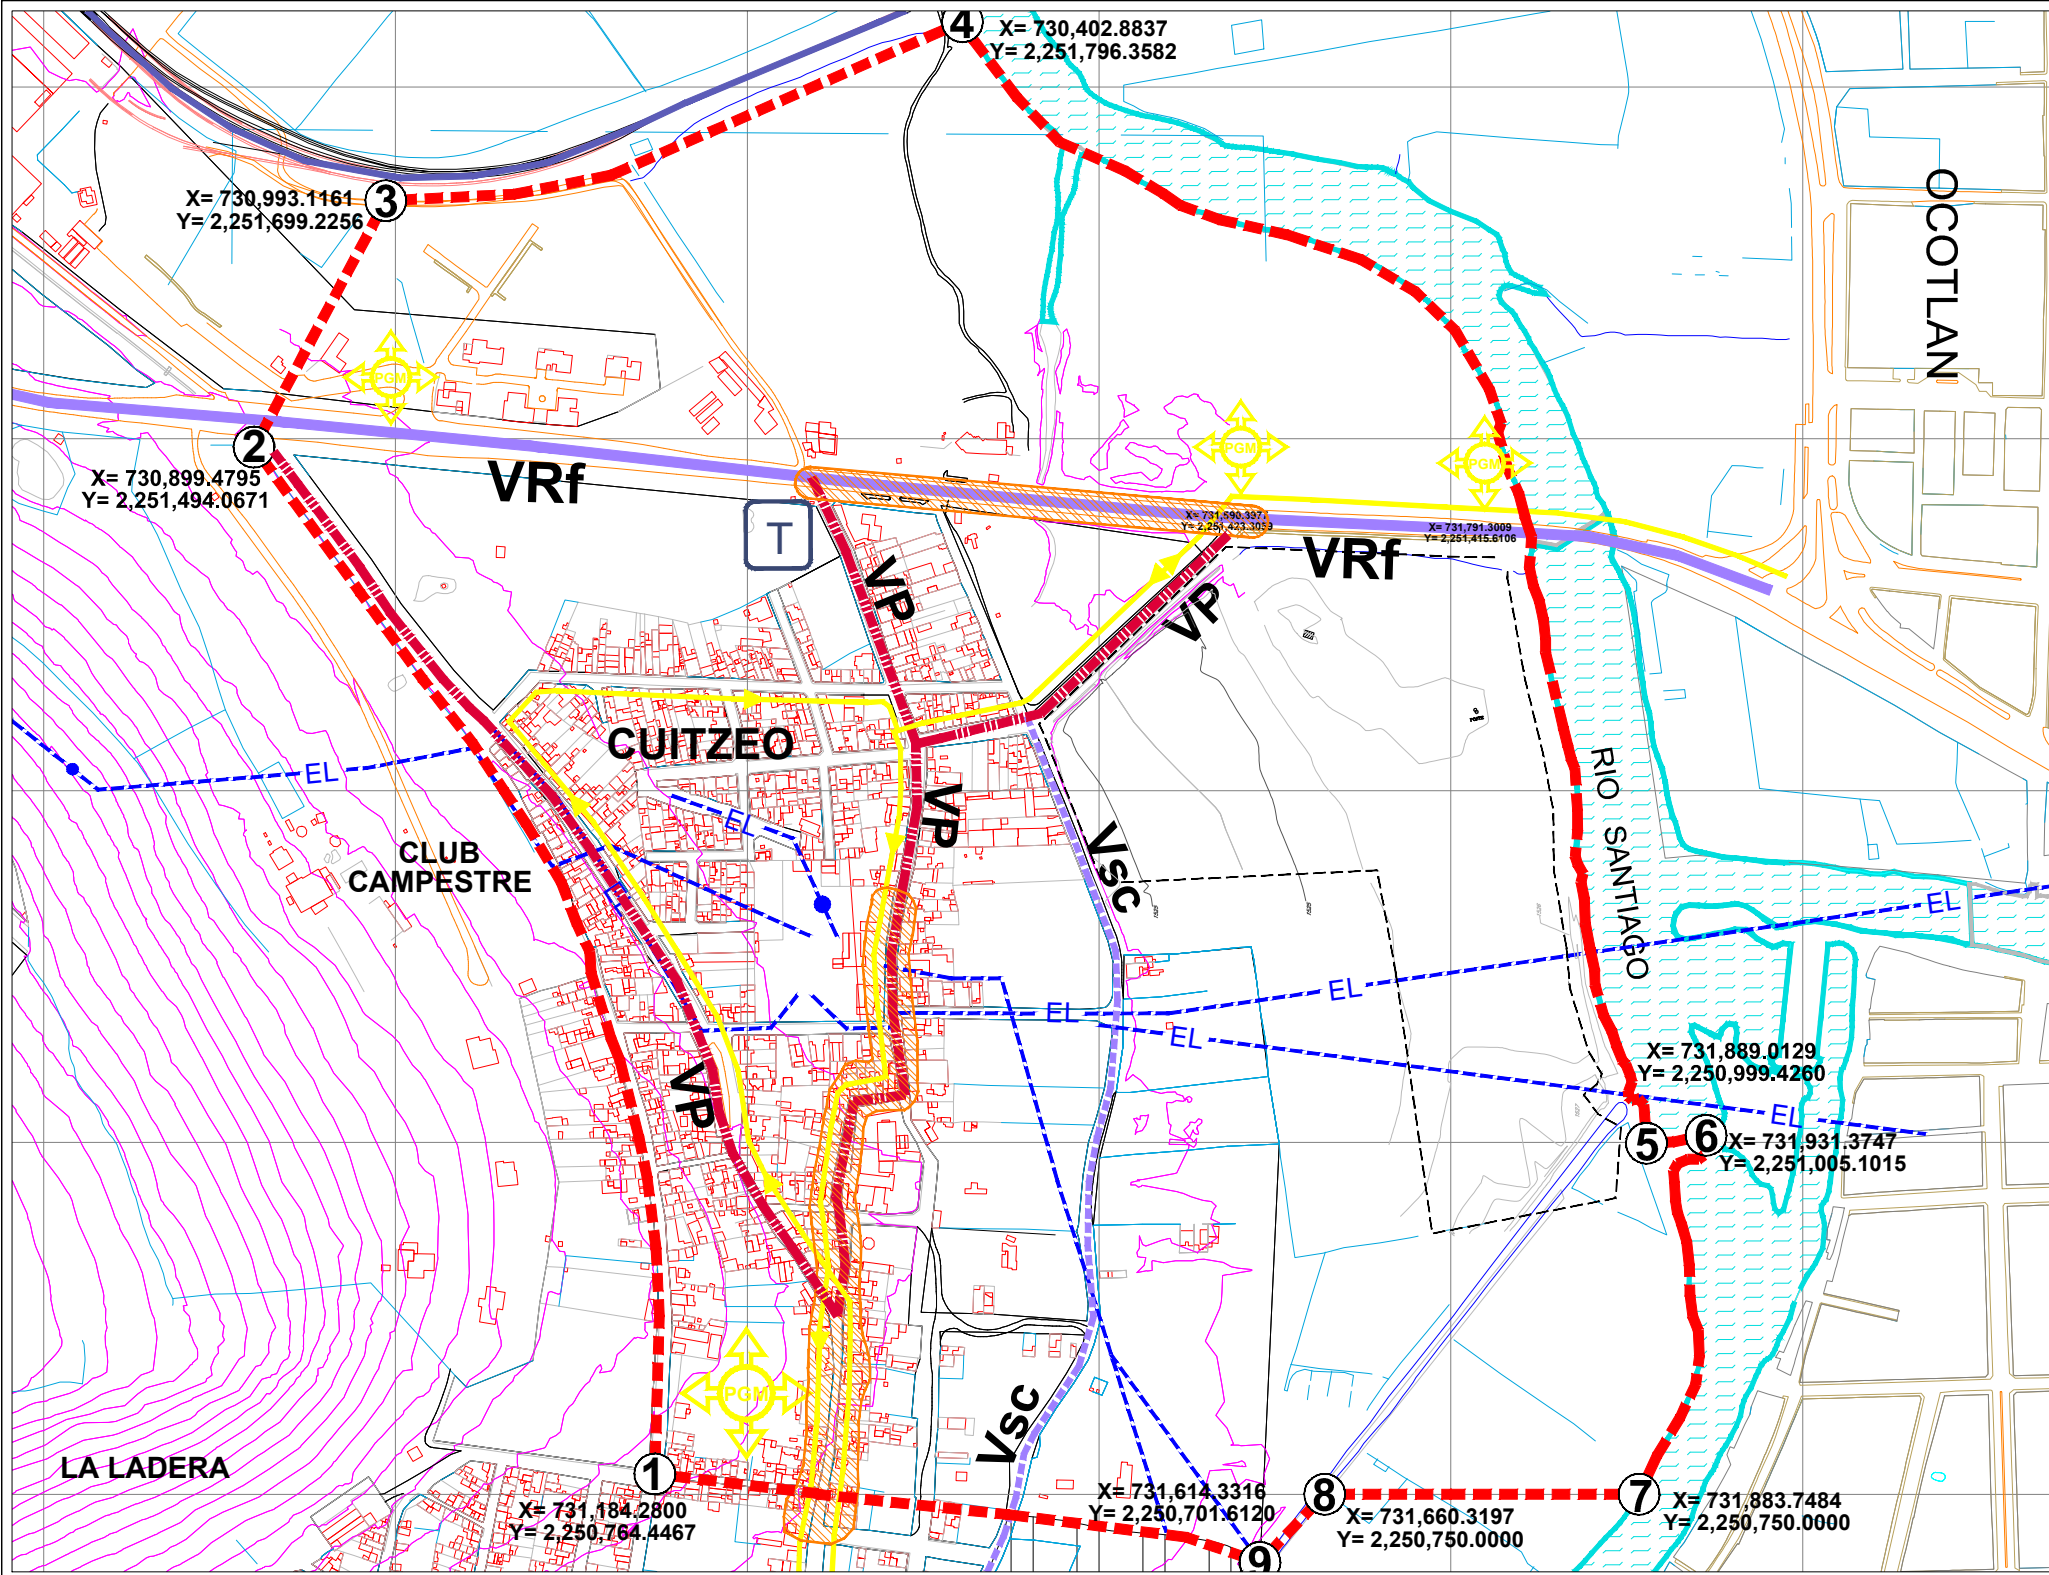 4
X= 730,402.8837
Y= 2,251,796.3582
X= 730,993.1161
Y= 2,251,699.2256
3
OCOTLAN
PGM
2
X= 730,899.4795
Y= 2,251,494.0671
VRf
PGM
PGM
T
X= 731,791.3009
Y= 2,251,415.6106
VRf
VP
VP
CUITZEO
EL
EL
VP
Vsc
RIO SANTIAGO
CLUB
CAMPESTRE
EL
EL
EL
EL
VP
X= 731,889.0129
Y= 2,250,999.4260
5
6
X= 731,931.3747
Y= 2,251,005.1015
PGM
Vsc
LA LADERA
1
X= 731,184.2800
Y= 2,250,764.4467
X= 731,614.3316
Y= 2,250,701.6120
9
8
X= 731,660.3197
Y= 2,250,750.0000
7
X= 731,883.7484
Y= 2,250,750.0000